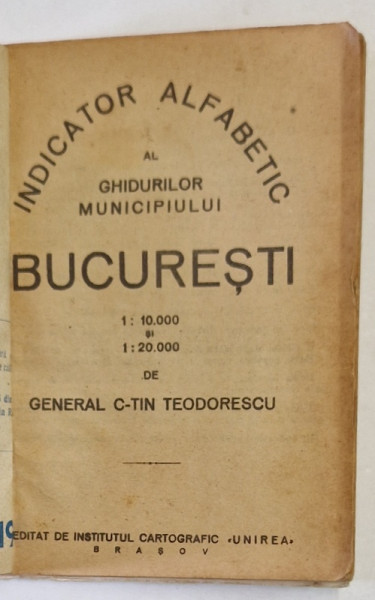 INDICATOR ALFABETIC
AL
GHIDURILOR
MUNICIPIULUI
BUCUREȘTI
1: 10.000
și
1:20.000
DE
GENERAL C-TIN TEODORESCU
EDITAT DE INSTITUTUL CARTOGRAFIC «UNIREA»
BRAȘOV